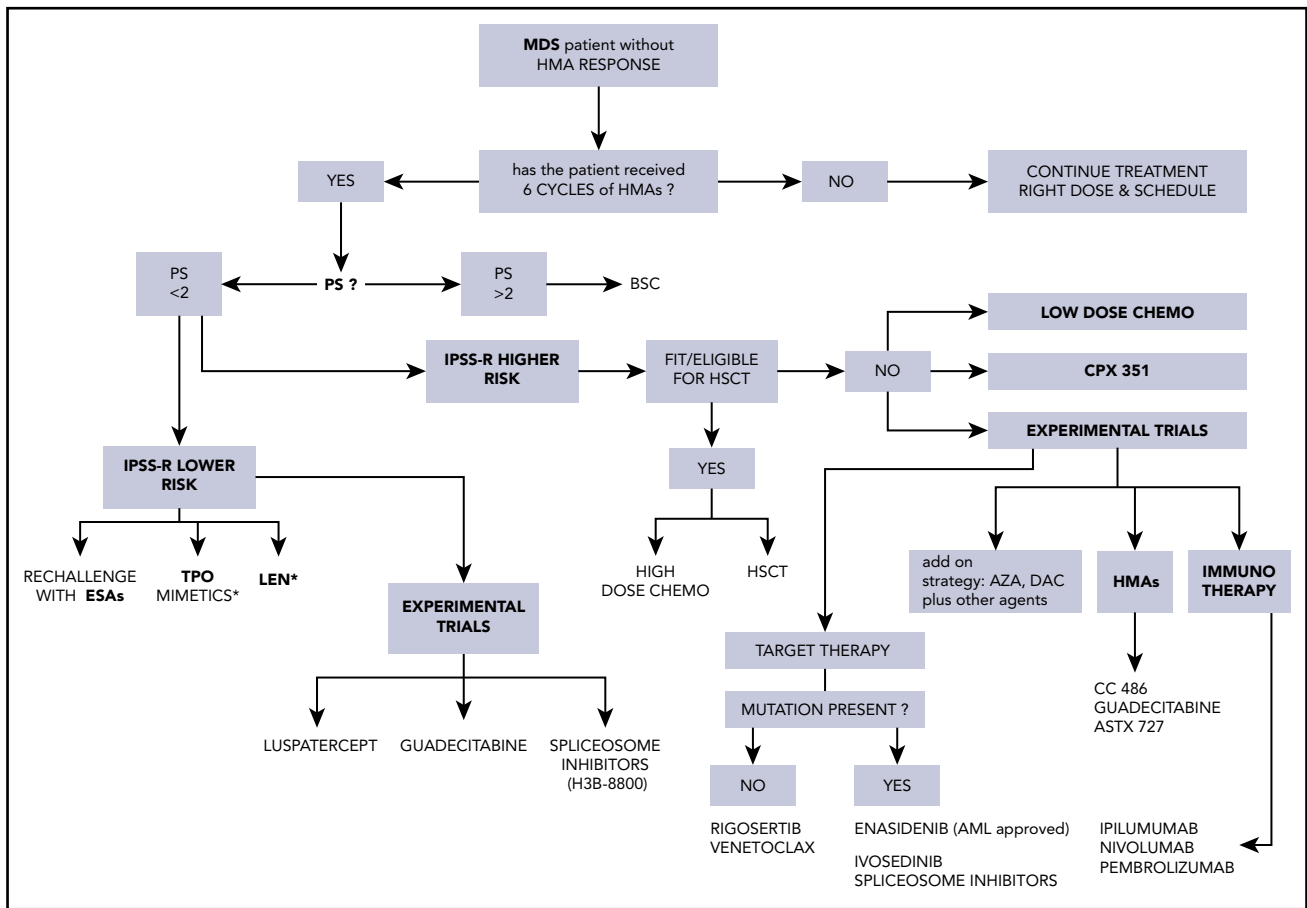 MDS patient without
HMA RESPONSE
has the patient received
6 CYCLES of HMAs ?
YES
NO
CONTINUE TREATMENT
RIGHT DOSE & SCHEDULE
PS
<2
PS ?
PS
>2
BSC
LOW DOSE CHEMO
IPSS-R HIGHER
RISK
FIT/ELIGIBLE
FOR HSCT
NO
CPX 351
EXPERIMENTAL TRIALS
IPSS-R LOWER
RISK
YES
RECHALLENGE
WITH ESAs
TPO
MIMETICS*
LEN*
HIGH
DOSE CHEMO
HSCT
add on
strategy: AZA, DAC
plus other agents
HMAs
IMMUNO
THERAPY
EXPERIMENTAL
TRIALS
TARGET THERAPY
MUTATION PRESENT ?
CC 486
GUADECITABINE
ASTX 727
LUSPATERCEPT
GUADECITABINE
SPLICEOSOME
INHIBITORS
(H3B-8800)
NO
YES
RIGOSERTIB
VENETOCLAX
ENASIDENIB (AML approved)
IVOSEDINIB
SPLICEOSOME INHIBITORS
IPILUMUMAB
NIVOLUMAB
PEMBROLIZUMAB